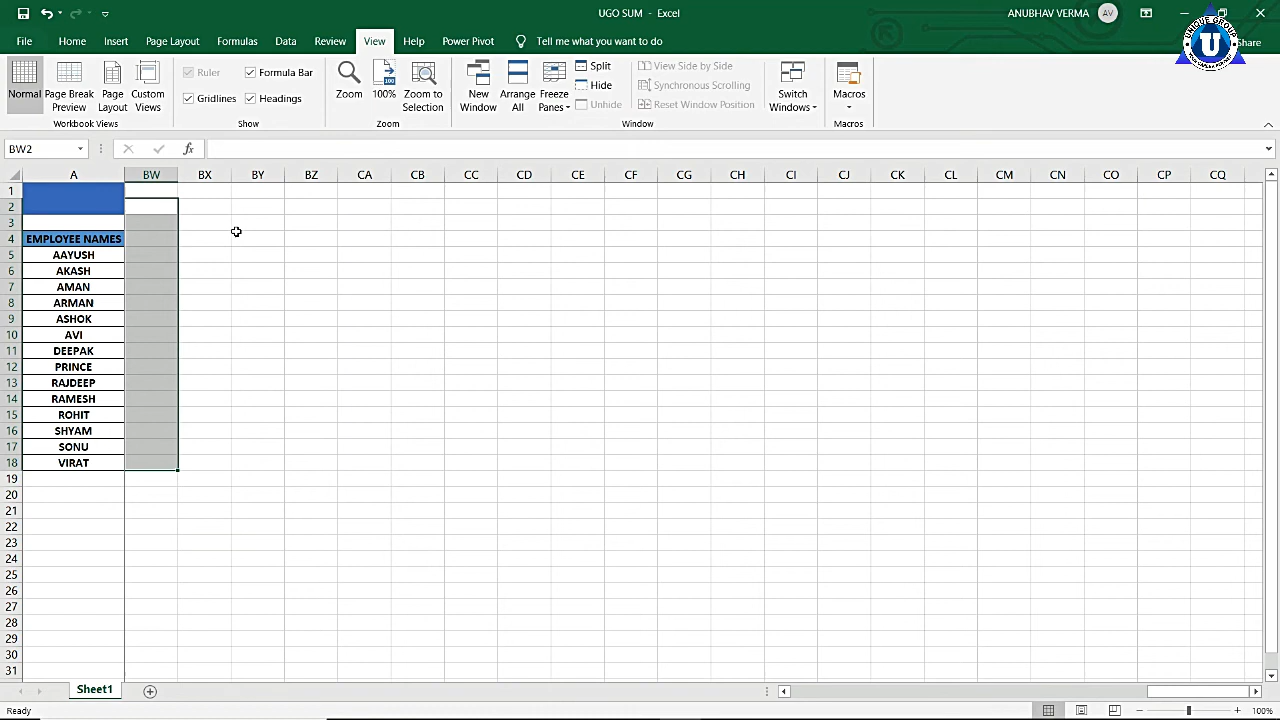 UGO SUM - Excel
ANUBHAV VERMA AV
File Home Insert Page Layout Formulas Data Review View Help Power Pivot Tell me what you want to do Share
Normal
Page Break Preview
Page Layout
Custom Views
Workbook Views
Ruler
Formula Bar
Gridlines
Headings
Show
Zoom
100%
Zoom to Selection
Zoom
New Window
Arrange All
Freeze Panes
Split
Hide
Unhide
View Side by Side
Synchronous Scrolling
Reset Window Position
Window
Switch Windows
Macros
Macros
UNIQUE GROUP
U
BW2
fx
A BW BX BY BZ CA CB CC CD CE CF CG CH CI CJ CK CL CM CN CO CP CQ
1
2
3
4 EMPLOYEE NAMES
5 AAYUSH
6 AKASH
7 AMAN
8 ARMAN
9 ASHOK
10 AVI
11 DEEPAK
12 PRINCE
13 RAJDEEP
14 RAMESH
15 ROHIT
16 SHYAM
17 SONU
18 VIRAT
19
20
21
22
23
24
25
26
27
28
29
30
31
Sheet1
Ready
100%